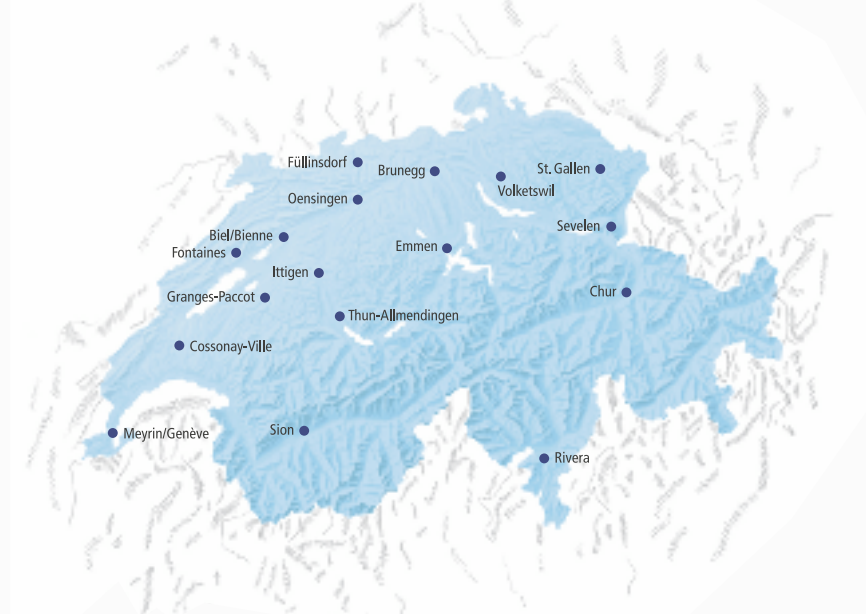 Füllinsdorf
Brunegg
St. Gallen
Volketswil
Oensingen
Sevelen
Biel/Bienne
Emmen
Fontaines
Ittigen
Chur
Granges-Paccot
Thun-Allmendingen
Cossonay-Ville
Meyrin/Genève
Sion
Rivera